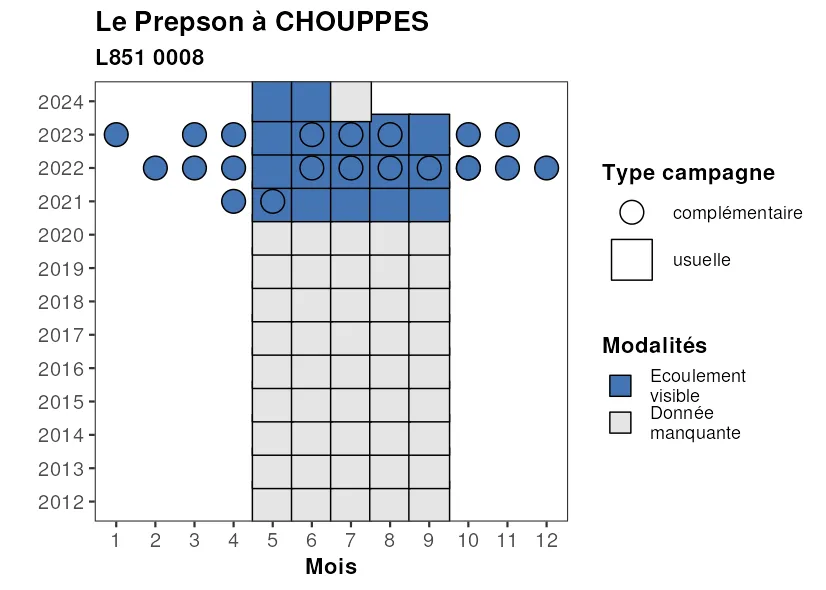 Le Prepson à CHOUPPES
L851 0008
2024
2023
2022
2021
2020
2019
2018
2017
2016
2015
2014
2013
2012
1 2 3 4 5 6 7 8 9 10 11 12
Mois
Type campagne
complémentaire
usuelle
Modalités
Ecoulement
visible
Donnée
manquante